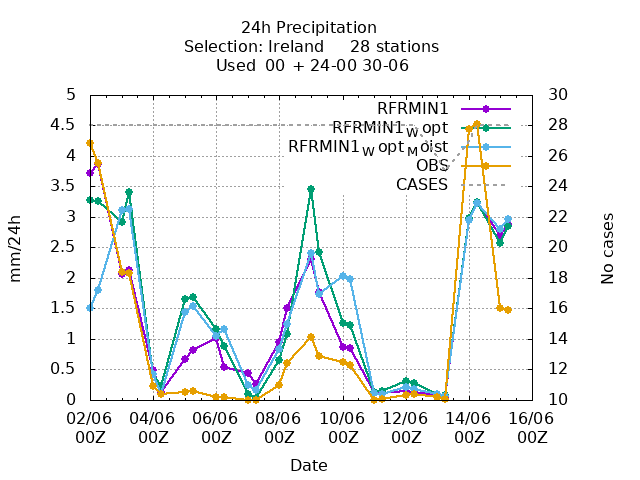 24h Precipitation
Selection: Ireland 28 stations
Used 00 + 24-00 30-06
RFRMIN1
RFRMIN1_W opt
RFRMIN1_W opt_M oist
OBS
CASES
mm/24h
5
4.5
4
3.5
3
2.5
2
1.5
1
0.5
0
No cases
30
28
26
24
22
20
18
16
14
12
10
02/06 04/06 06/06 08/06 10/06 12/06 14/06 16/06
00Z 00Z 00Z 00Z 00Z 00Z 00Z 00Z
Date